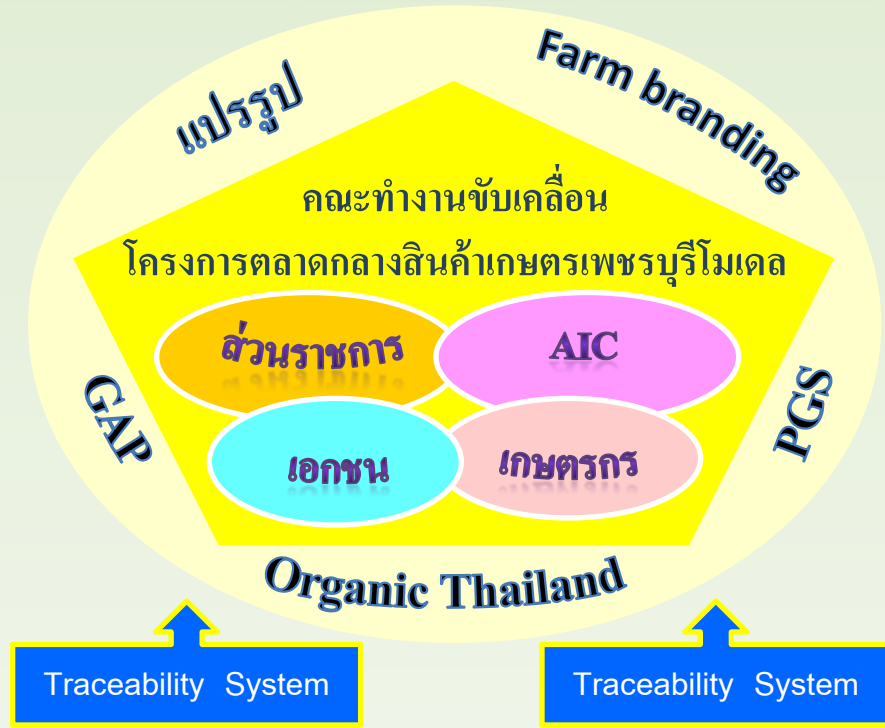 แปรรูป
Farm branding
คณะทำงานขับเคลื่อน
โครงการตลาดกลางสินค้าเกษตรเพชรบุรีโมเดล
ส่วนราชการ
AIC
GAP
PGS
เอกชน
เกษตรกร
Organic Thailand
Traceability System
Traceability System